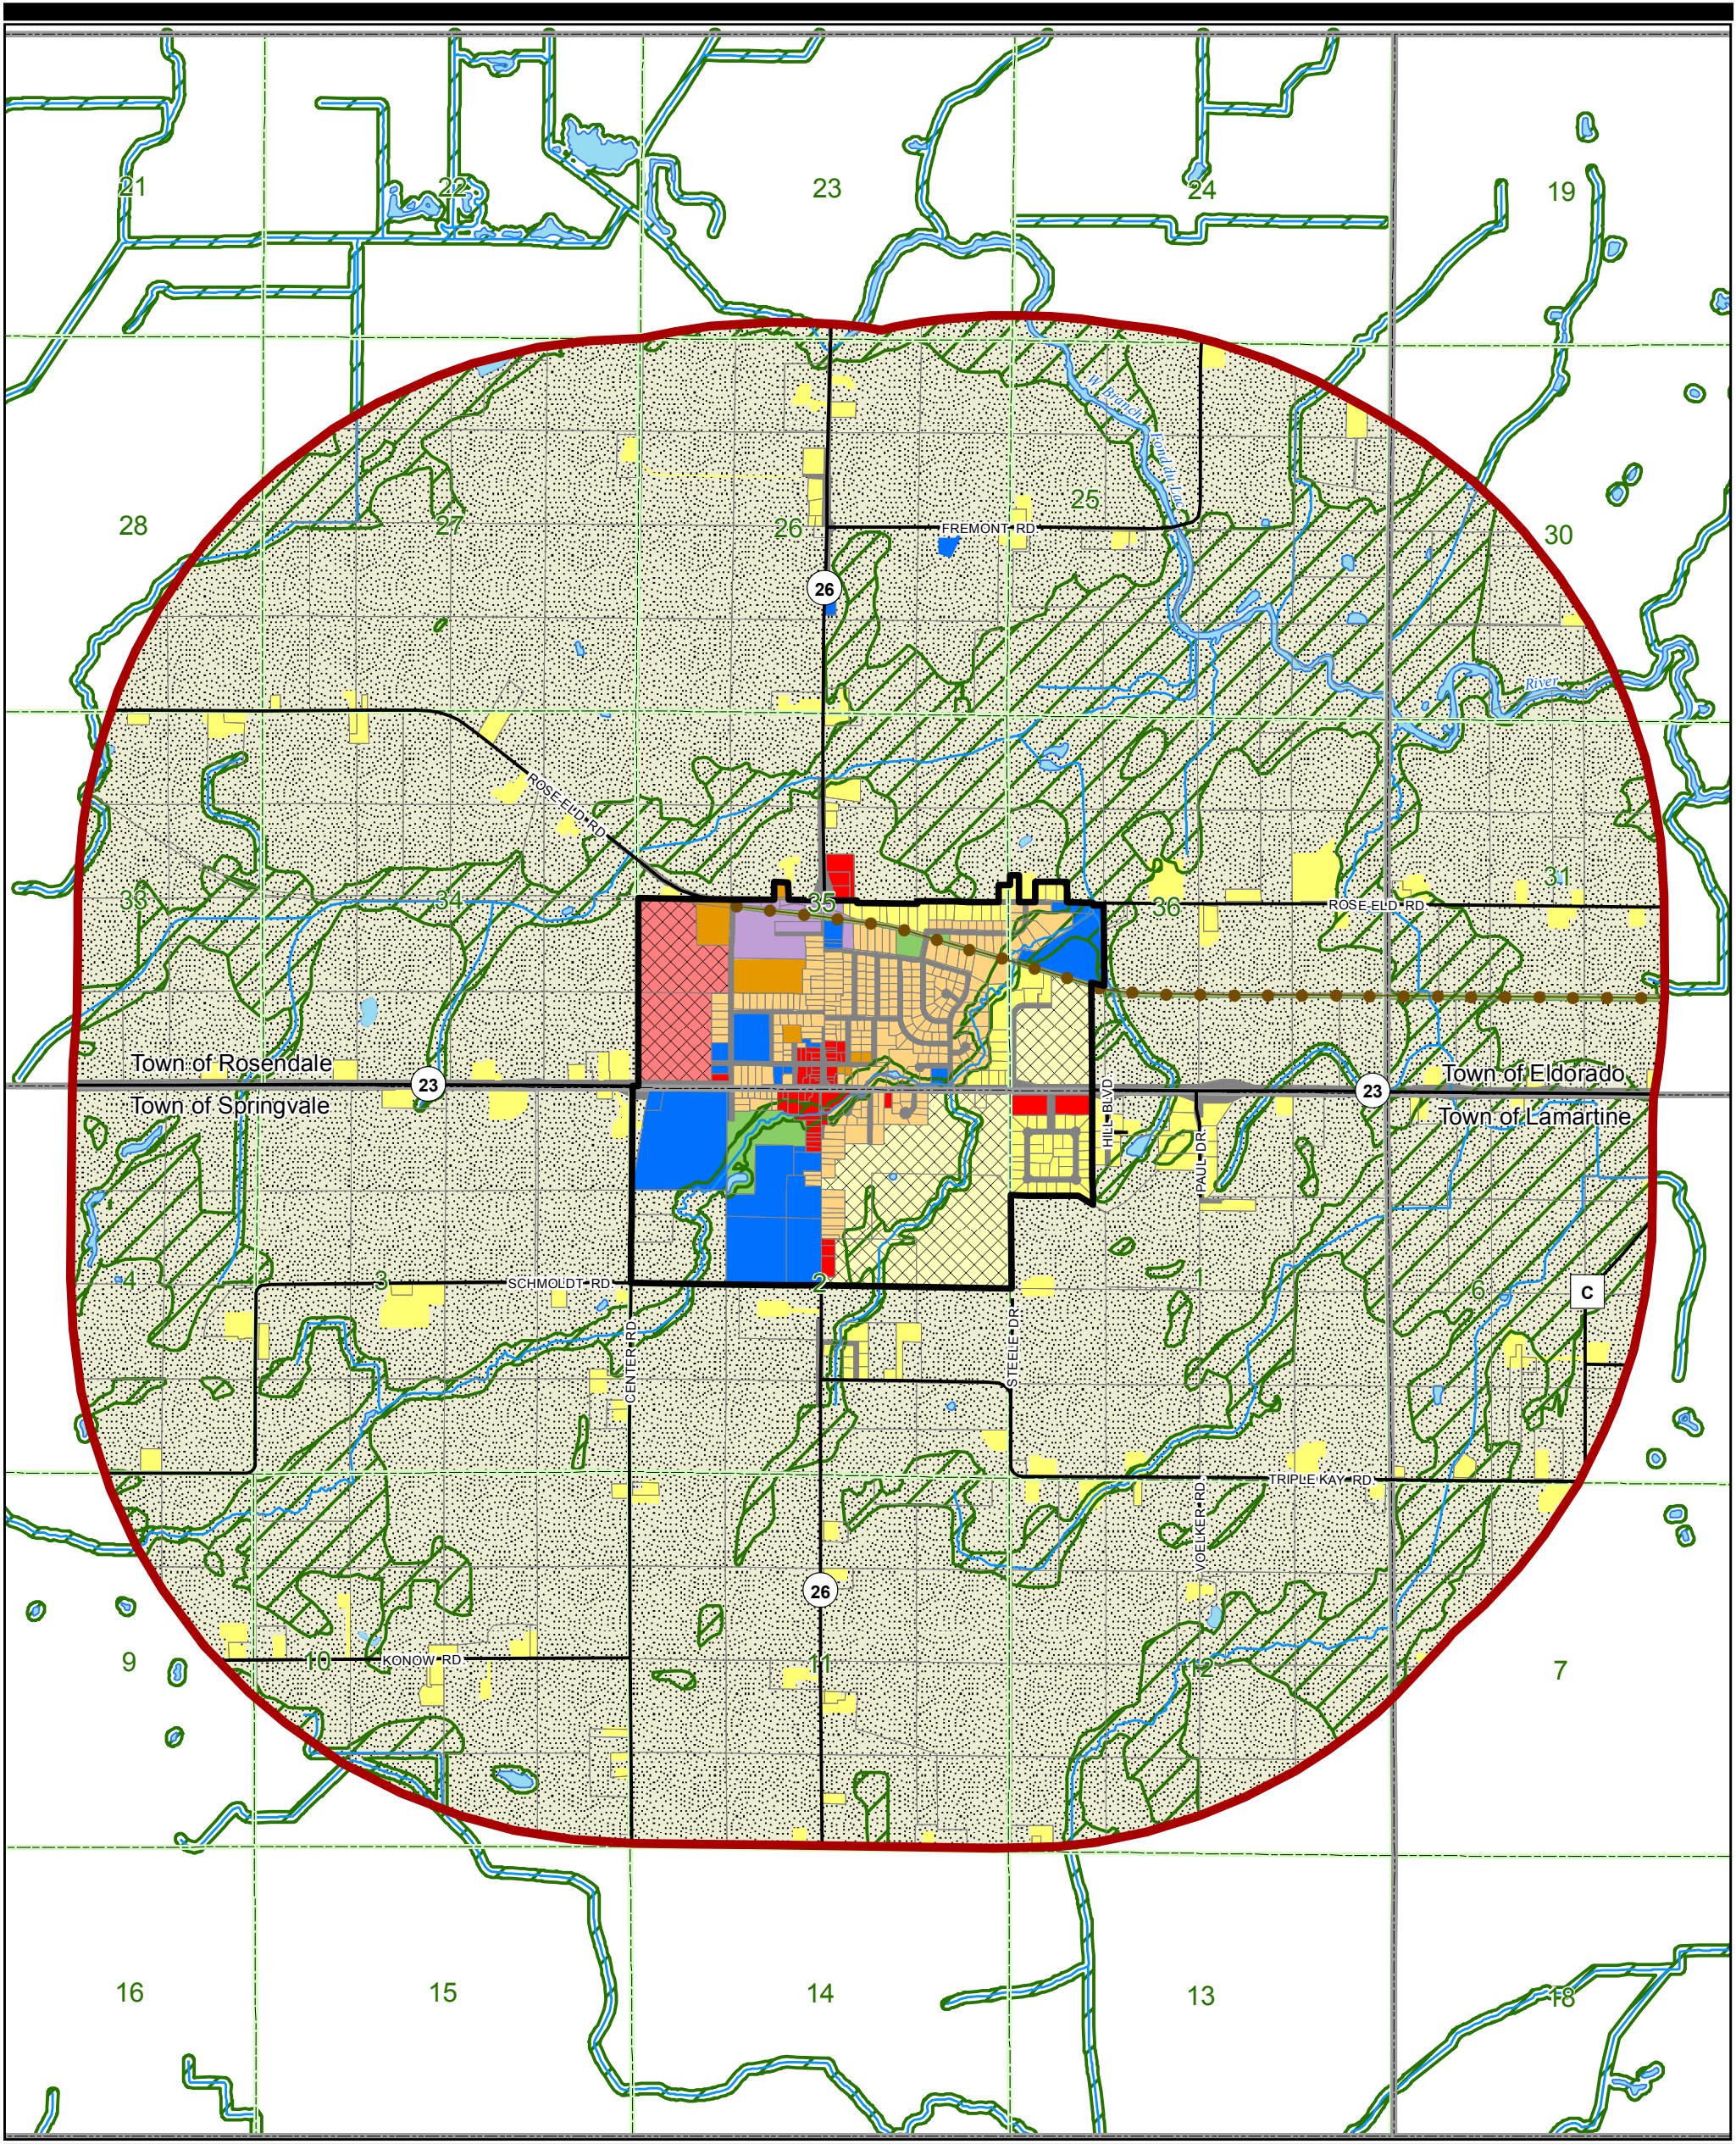 21
22
23
24
19
W. Branch
Fond du Lac
28
27
26
25
30
FREMONT RD
26
River
ROSE-ELD RD
33
34
35
36
31
ROSE-ELD RD.
Town of Rosendale
23
Town of Springvale
Town of Eldorado
23
Town of Lamartine
HILL BLVD.
PAUL DR.
4
3
SCHMOLDT RD
2
1
6
C
CENTER RD
STEELE DR.
TRIPLE KAY RD.
VOELKER RD
26
9
10
KONOW RD
11
12
7
16
15
14
13
18